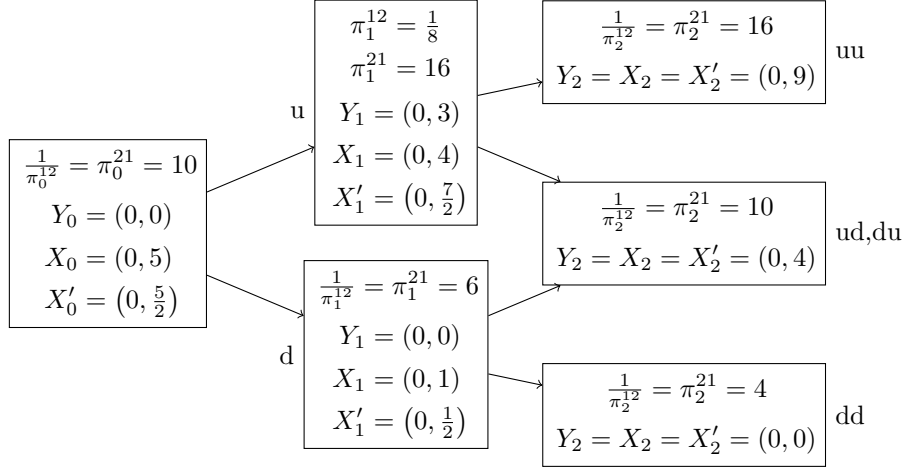 1/π_0^{12} = π_0^{21} = 10
Y_0 = (0, 0)
X_0 = (0, 5)
X'_0 = (0, 5/2)
u
π_1^{12} = 1/8
π_1^{21} = 16
Y_1 = (0, 3)
X_1 = (0, 4)
X'_1 = (0, 7/2)
d
1/π_1^{12} = π_1^{21} = 6
Y_1 = (0, 0)
X_1 = (0, 1)
X'_1 = (0, 1/2)
1/π_2^{12} = π_2^{21} = 16
Y_2 = X_2 = X'_2 = (0, 9)
uu
1/π_2^{12} = π_2^{21} = 10
Y_2 = X_2 = X'_2 = (0, 4)
ud,du
1/π_2^{12} = π_2^{21} = 4
Y_2 = X_2 = X'_2 = (0, 0)
dd